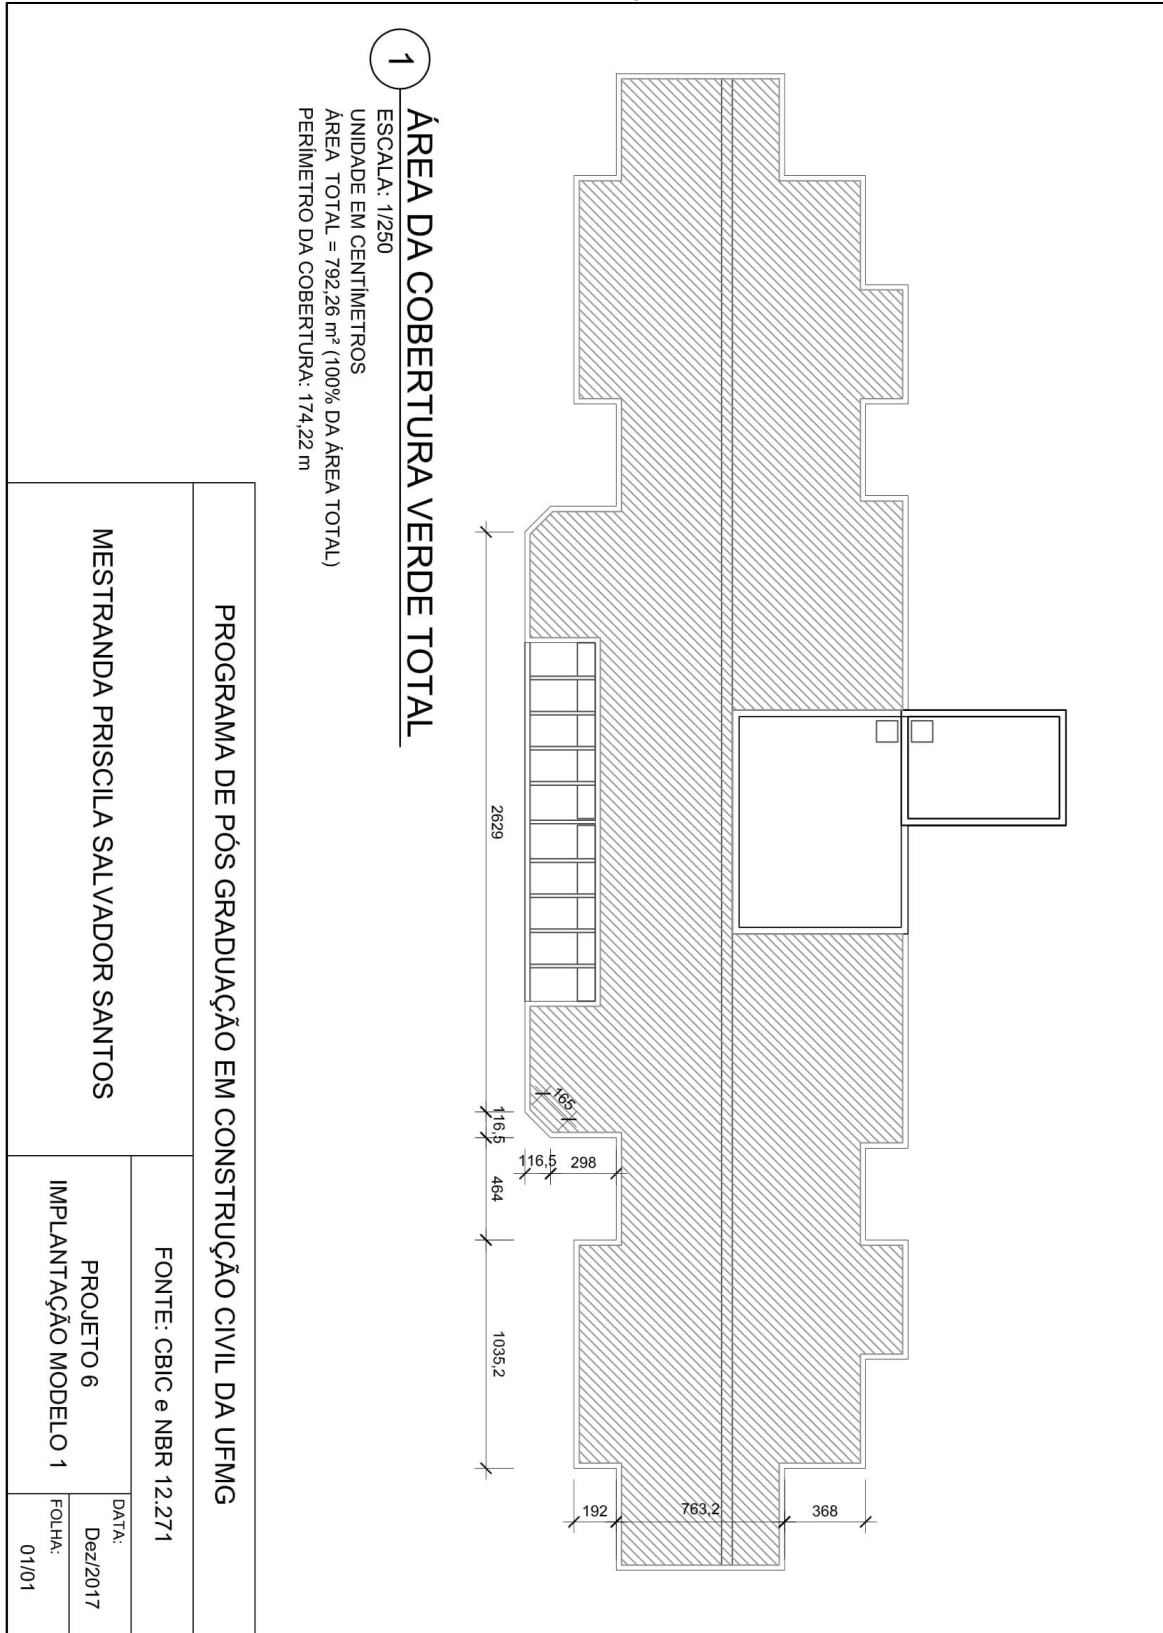 1
ÁREA DA COBERTURA VERDE TOTAL
ESCALA: 1/250
UNIDADE EM CENTÍMETROS
ÁREA TOTAL = 792,26 m² (100% DA ÁREA TOTAL)
PERÍMETRO DA COBERTURA: 174,22 m
2629
116,5
464
1035,2
165
116,5
298
192
763,2
368
PROGRAMA DE PÓS GRADUAÇÃO EM CONSTRUÇÃO CIVIL DA UFMG
MESTRANDA PRISCILA SALVADOR SANTOS
FONTE: CBIC e NBR 12.271
PROJETO 6
IMPLANTAÇÃO MODELO 1
DATA:
Dez/2017
FOLHA:
01/01